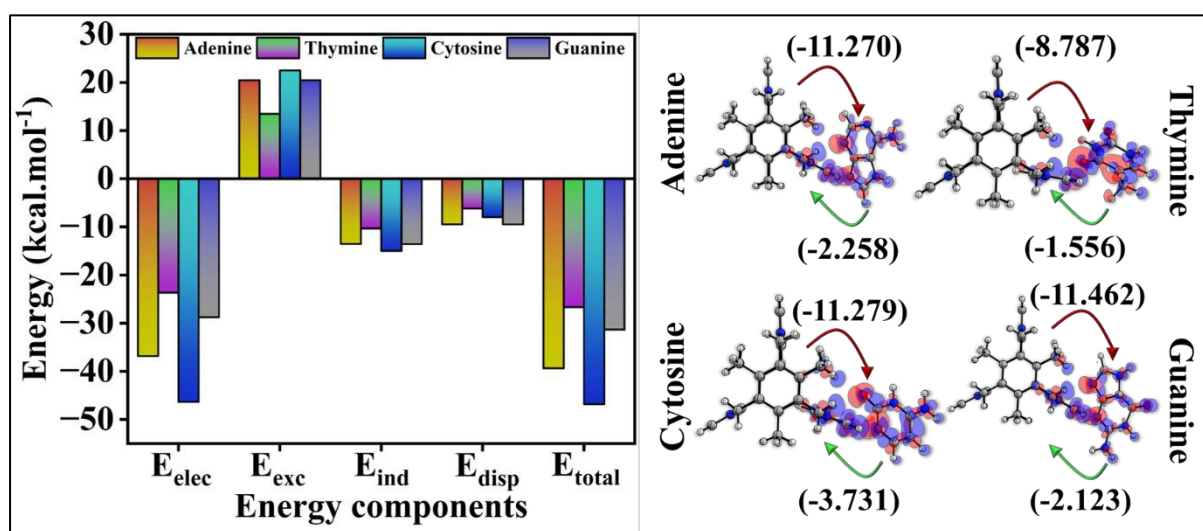 30
20
10
0
−10
−20
−30
−40
−50
Energy (kcal.mol-1)
Adenine Thymine Cytosine Guanine
Eelec Eexc Eind Edisp Etotal
Energy components
Adenine
(-11.270)
(-2.258)
(-8.787)
(-1.556)
Thymine
Cytosine
(-11.279)
(-3.731)
(-11.462)
(-2.123)
Guanine